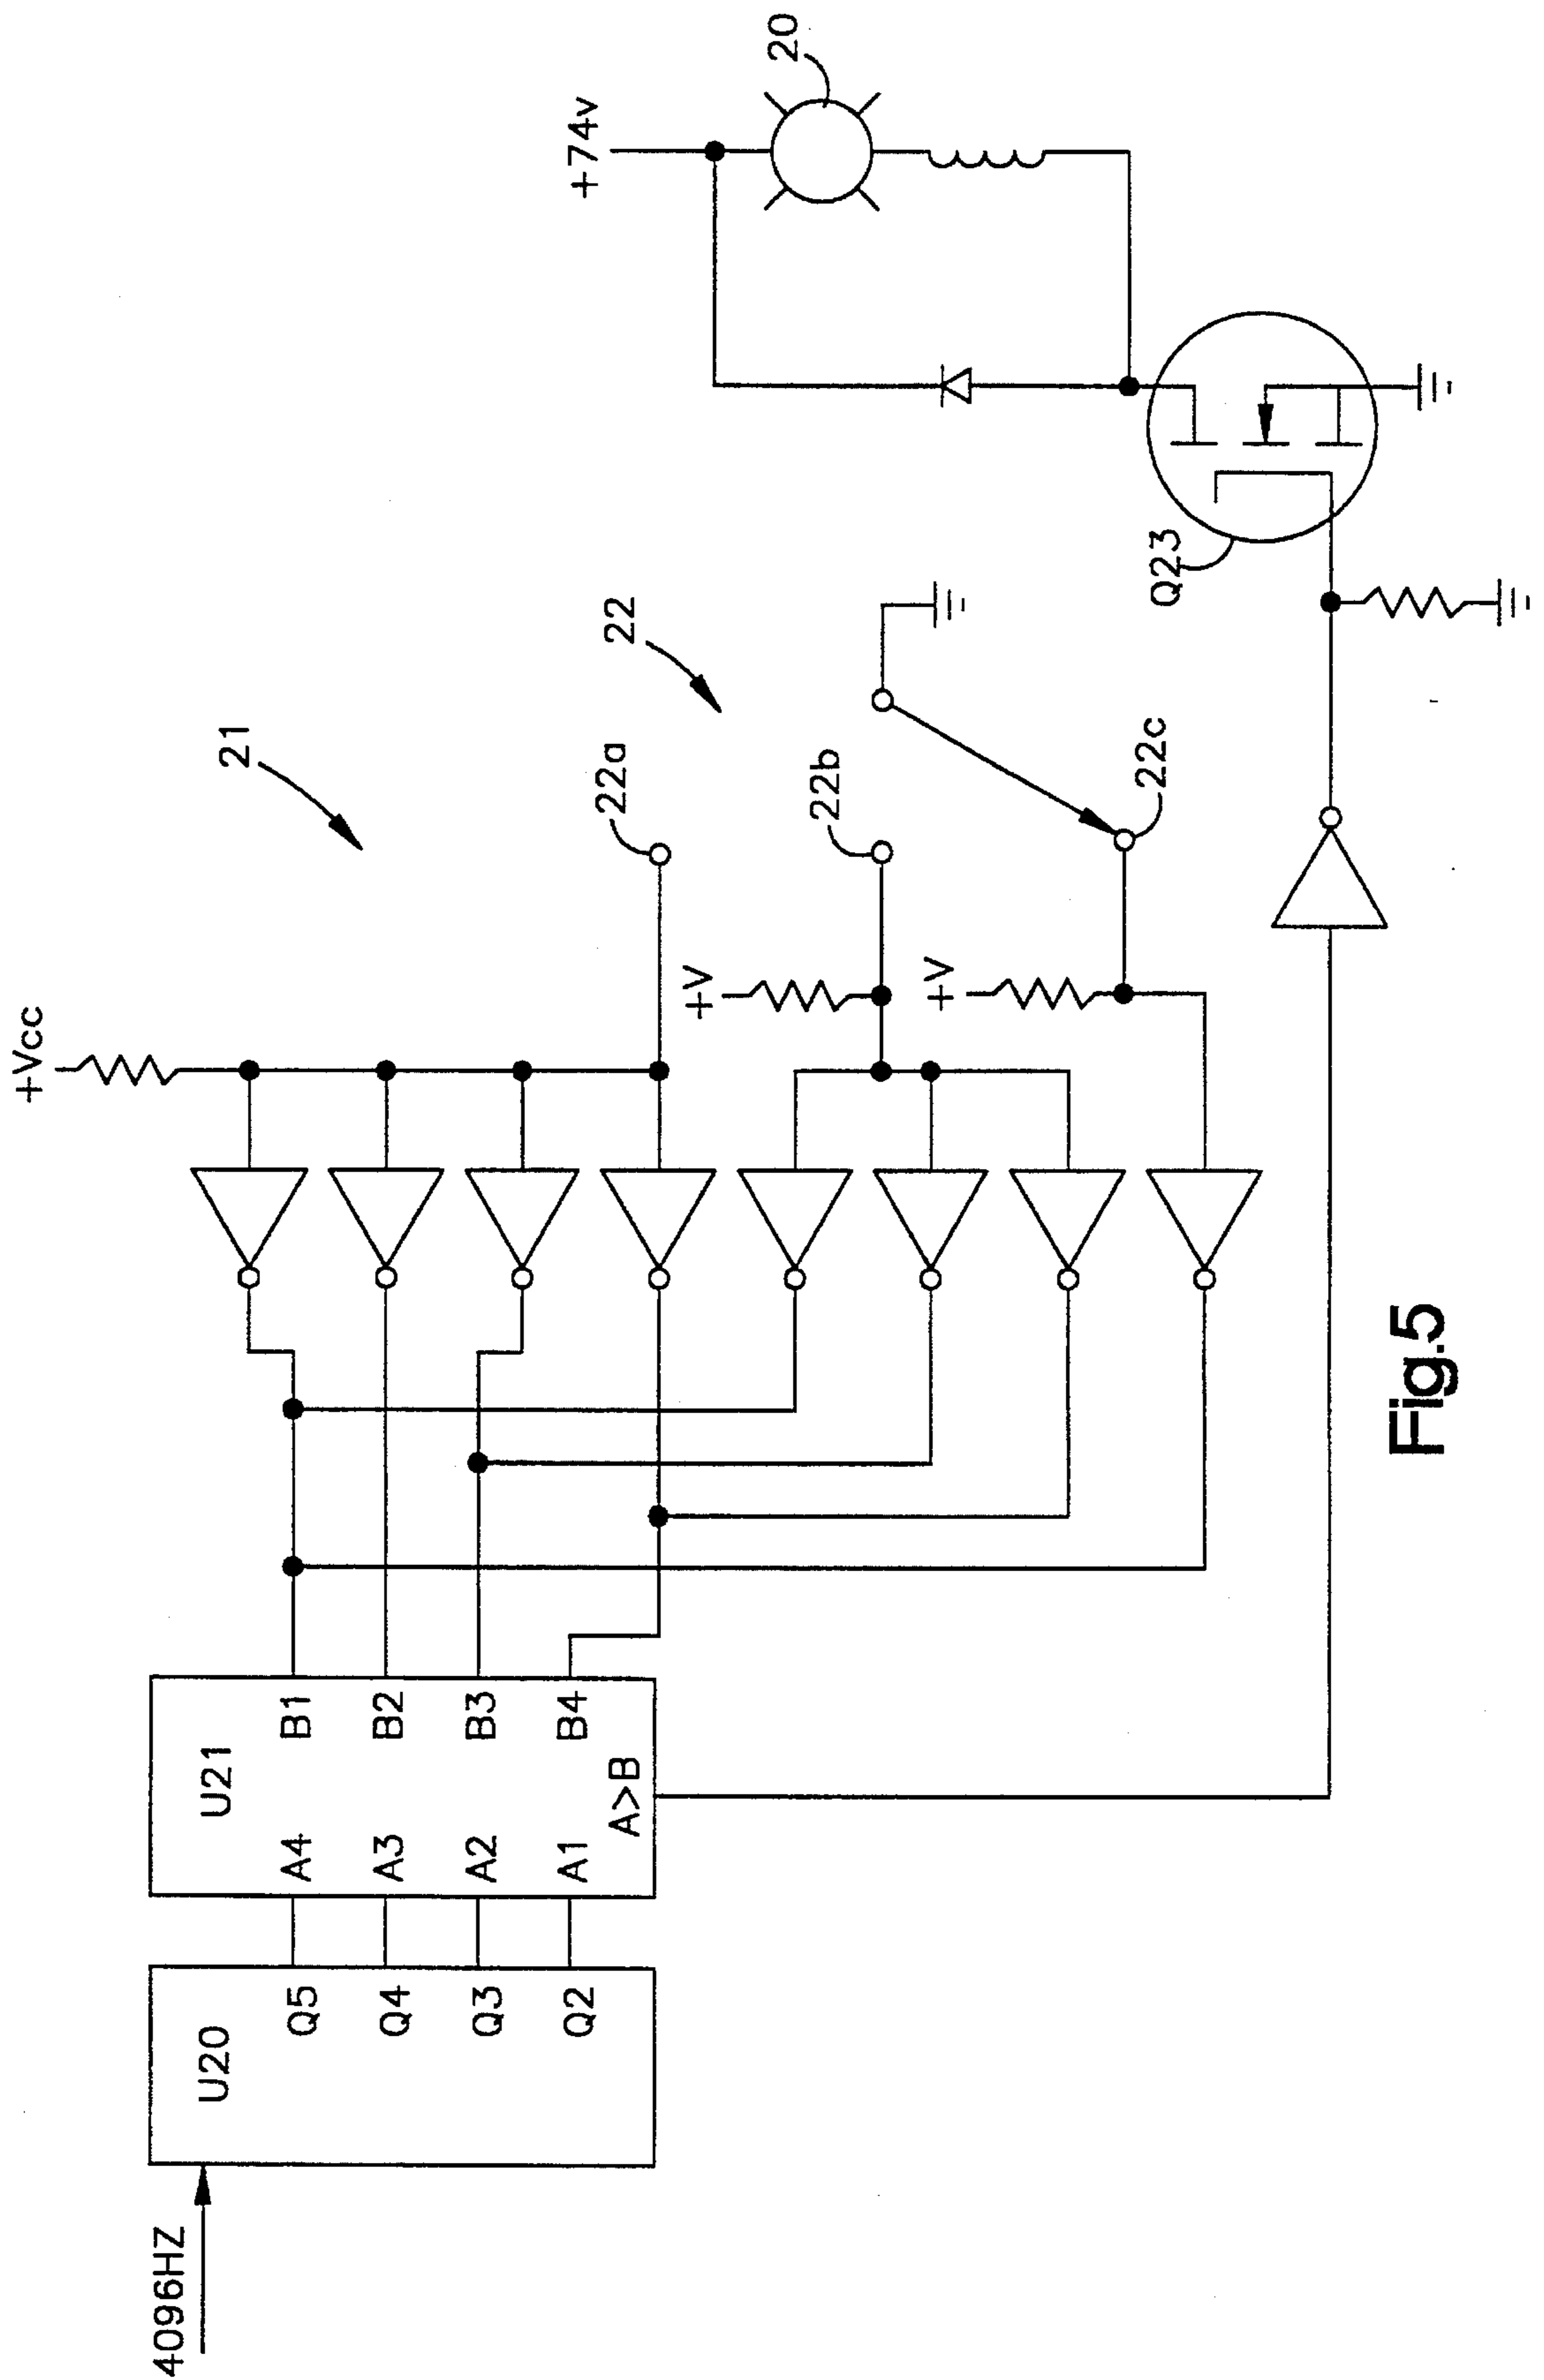 4096HZ
U20
Q5
Q4
Q3
Q2
U21
A4
A3
A2
A1
B1
B2
B3
B4
A>B
+Vcc
21
22a
+V
22b
+V
22c
22
Q23
+74v
20
Fig.5